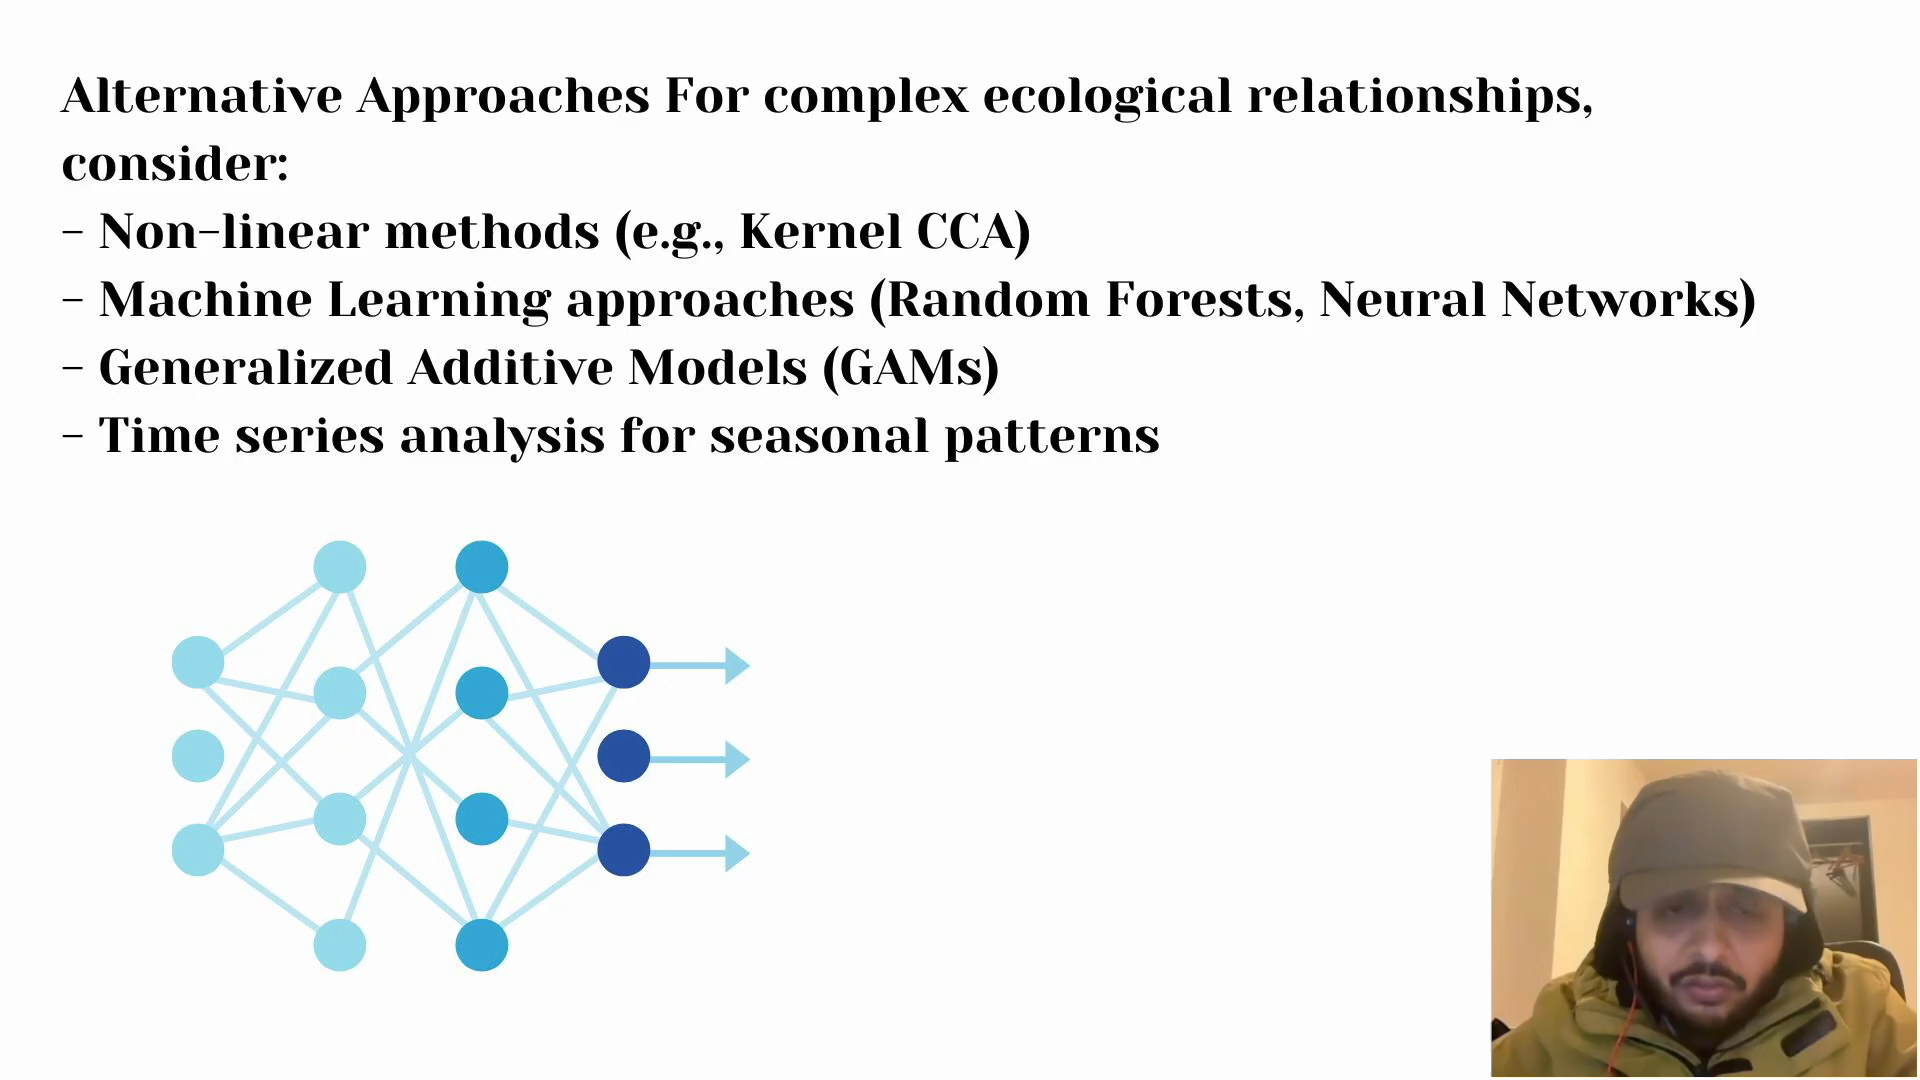 Alternative Approaches For complex ecological relationships,
consider:
- Non-linear methods (e.g., Kernel CCA)
- Machine Learning approaches (Random Forests, Neural Networks)
- Generalized Additive Models (GAMs)
- Time series analysis for seasonal patterns